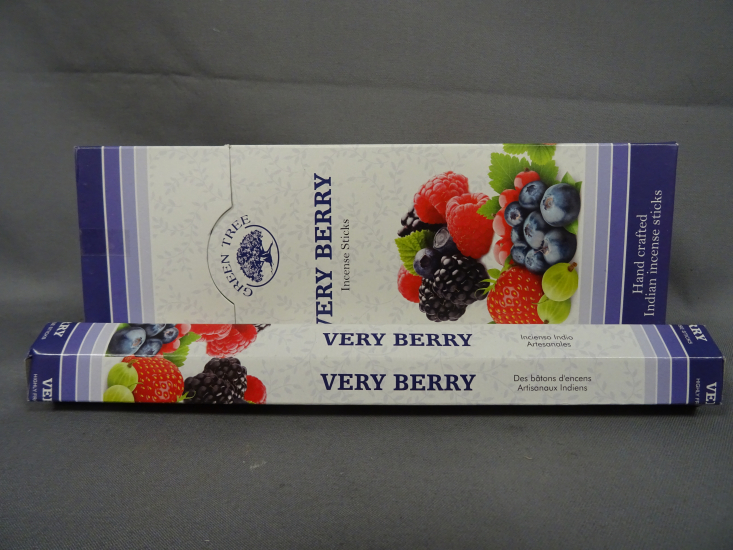 GREEN TREE
VERY BERRY
Incense Sticks
Hand crafted
Indian incense sticks
VERY BERRY
Incienso Indio
Artesanales
VERY BERRY
Des bâtons d'encens
Artisanaux Indiens